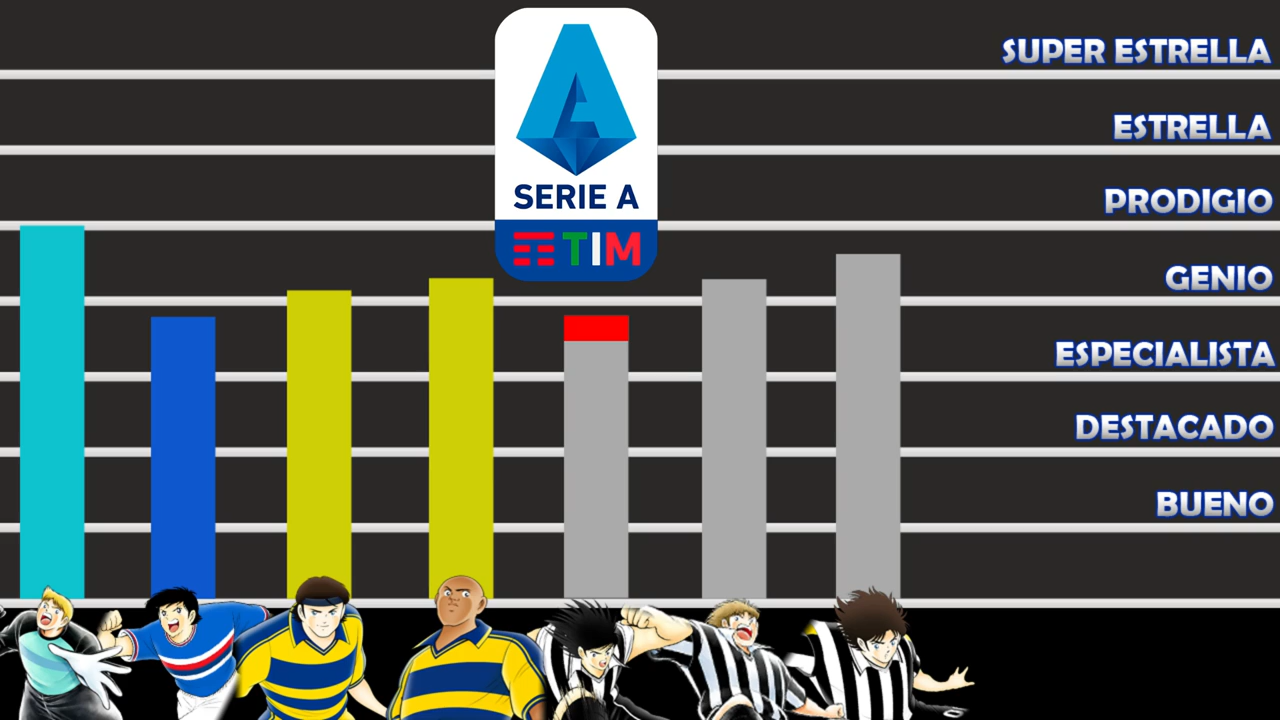 SUPER ESTRELLA
ESTRELLA
PRODIGIO
SERIE A
TIM
GENIO
ESPECIALISTA
DESTACADO
BUENO